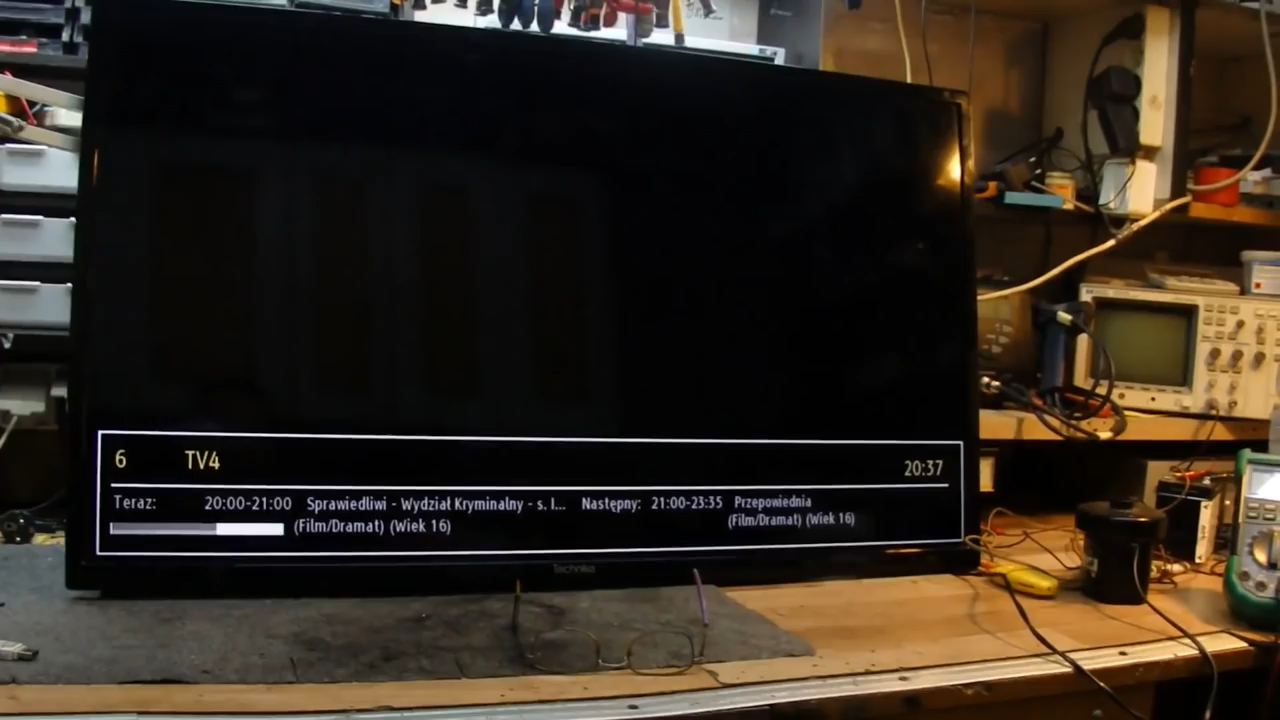 6 TV4 20:37
Teraz: 20:00-21:00 Sprawiedliwi - Wydział Kryminalny - s. I... Następny: 21:00-23:35 Przepowiednia
(Film/Dramat) (Wiek 16) (Film/Dramat) (Wiek 16)
Technika